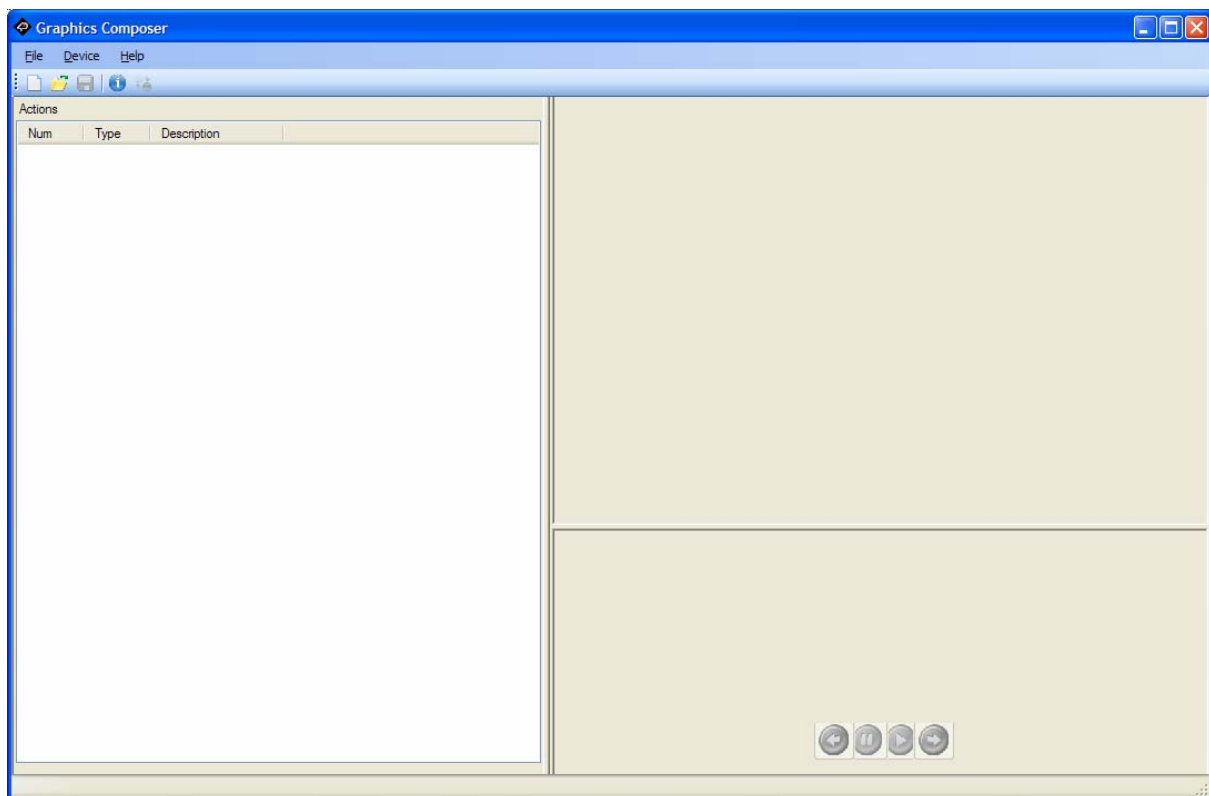 Graphics Composer
File Device Help
Actions
Num Type Description